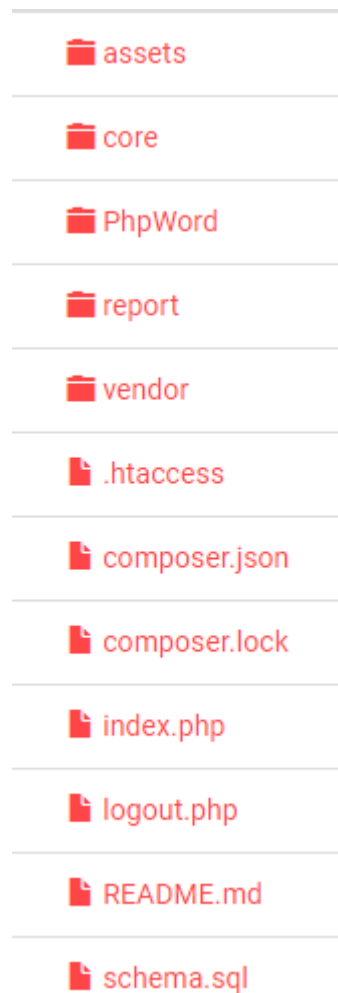 assets
core
PhpWord
report
vendor
.htaccess
composer.json
composer.lock
index.php
logout.php
README.md
schema.sql